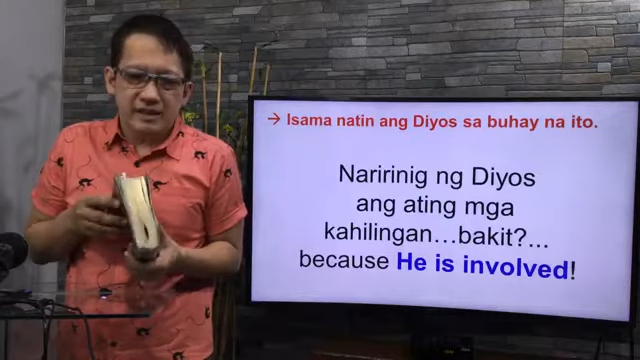 → Isama natin ang Diyos sa buhay na ito.
Naririnig ng Diyos
ang ating mga
kahilingan...bakit?...
because He is involved!